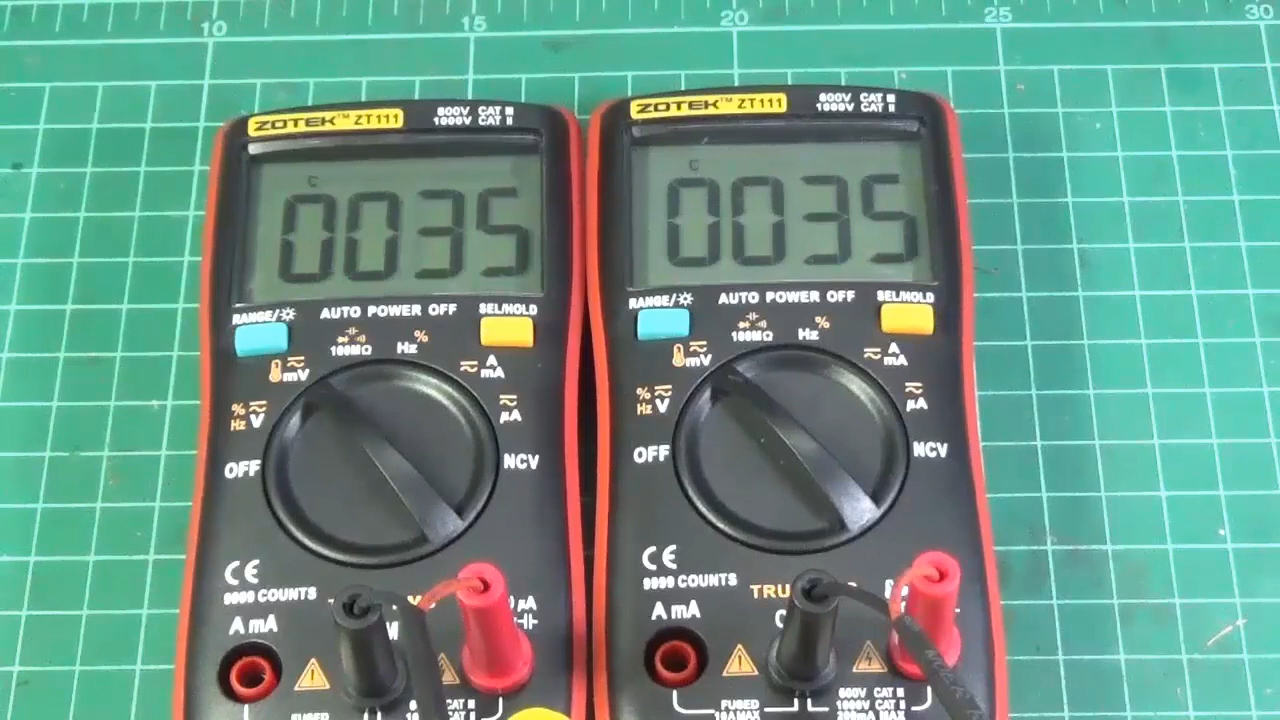 10 15 20 25 30
ZOTEK™ ZT111
600V CAT III
1000V CAT II
C
0035
RANGE/
AUTO POWER OFF
SEL/HOLD
100MΩ
Hz %
mV
A
mA
% Hz V
μA
OFF
NCV
CE
9999 COUNTS
A mA
μA
FUSED
ZOTEK™ ZT111
600V CAT III
1000V CAT II
C
0035
RANGE/
AUTO POWER OFF
SEL/HOLD
100MΩ
Hz %
mV
A
mA
% Hz V
μA
OFF
NCV
CE
9999 COUNTS
A mA
FUSED
10A MAX
600V CAT III
1000V CAT II
200mA MAX